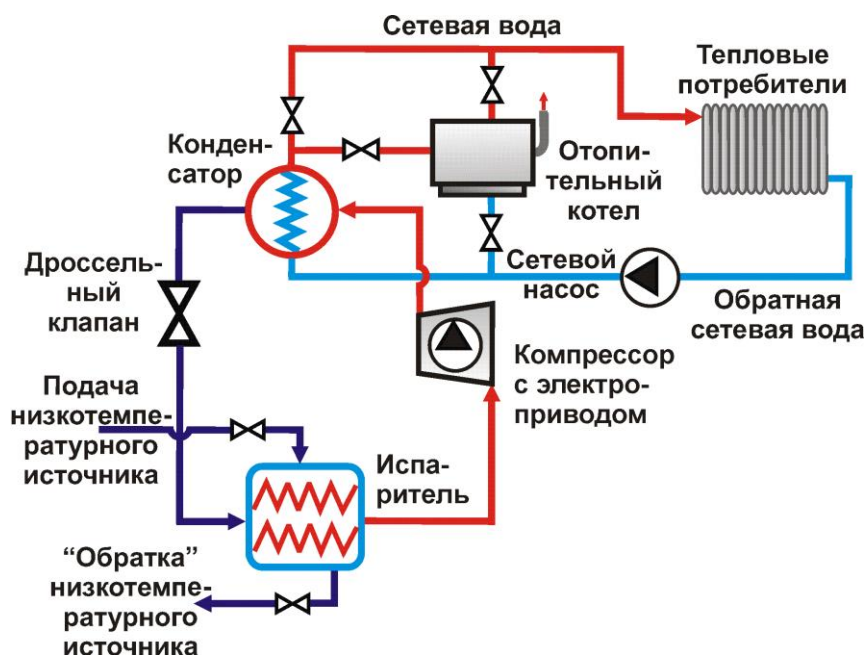 Сетевая вода
Тепловые
потребители
Конден-
сатор
Отопи-
тельный
котел
Дроссель-
ный
клапан
Сетевой
насос
Обратная
сетевая вода
Компрессор
с электро-
приводом
Подача
низкотемпе-
ратурного
источника
Испа-
ритель
“Обратка”
низкотемпе-
ратурного
источника